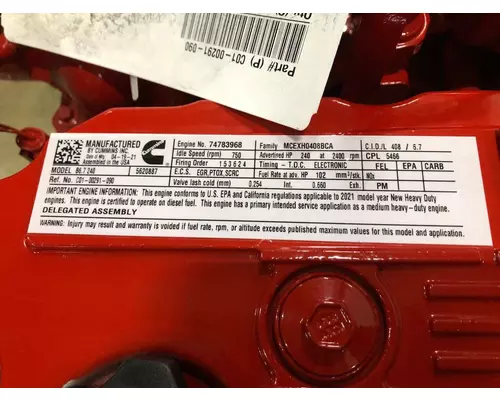 Part# (P) C01-00291-090
MANUFACTURED
BY CUMMINS INC.
Date of Mfg 04-19-21
Assembled in the USA.
MODEL B6.7 240 5620887
Ref. No. C01-00291-090
Engine No. 74783968
Idle Speed (rpm) 750
Firing Order 153624
E.C.S. EGR,PTOX,SCRC
Valve lash cold (mm) 0.254 Int. 0.660 Exh.
Family MCEXH0408BCA
Advertised HP 240 at 2400 rpm
Timing - T.D.C. ELECTRONIC
Fuel rate at adv. HP 102 mm³/stk.
C.I.D./L 408 / 6.7
CPL 5466
FEL EPA CARB
NOx
PM
IMPORTANT ENGINE INFORMATION: This engine conforms to U.S. EPA and California regulations applicable to 2021 model year New Heavy Duty
engines. This engine is certified to operate on diesel fuel. This engine has a primary intended service application as a medium heavy-duty engine.
DELEGATED ASSEMBLY
WARNING: Injury may result and warranty is voided if fuel rate, rpm, or altitude exceeds published maximum values for this model and application.